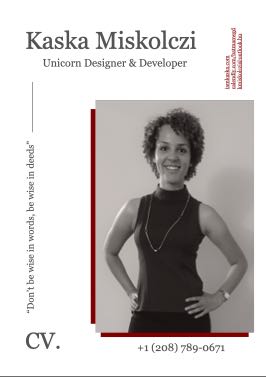 Kaska Miskolczi
Unicorn Designer & Developer
"Don't be wise in words, be wise in deeds"
CV.
+1 (208) 789-0671